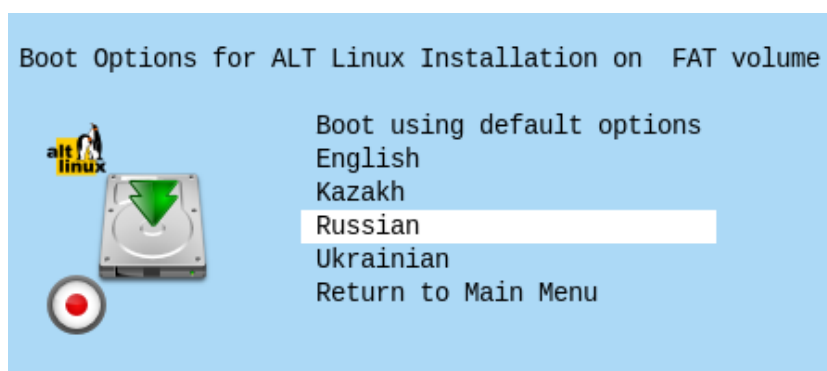 Boot Options for ALT Linux Installation on  FAT volume
alt
linux
Boot using default options
English
Kazakh
Russian
Ukrainian
Return to Main Menu